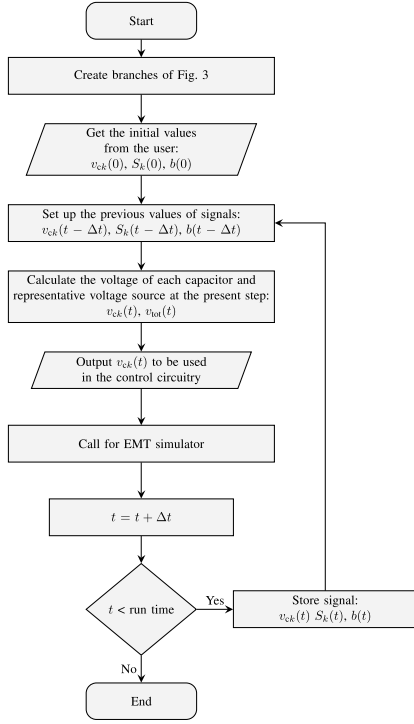 Start
Create branches of Fig. 3
Get the initial values
from the user:
v_ck(0), S_k(0), b(0)
Set up the previous values of signals:
v_ck(t − Δt), S_k(t − Δt), b(t − Δt)
Calculate the voltage of each capacitor and
representative voltage source at the present step:
v_ck(t), v_tot(t)
Output v_ck(t) to be used
in the control circuitry
Call for EMT simulator
t = t + Δt
t < run time
Yes
Store signal:
v_ck(t) S_k(t), b(t)
No
End